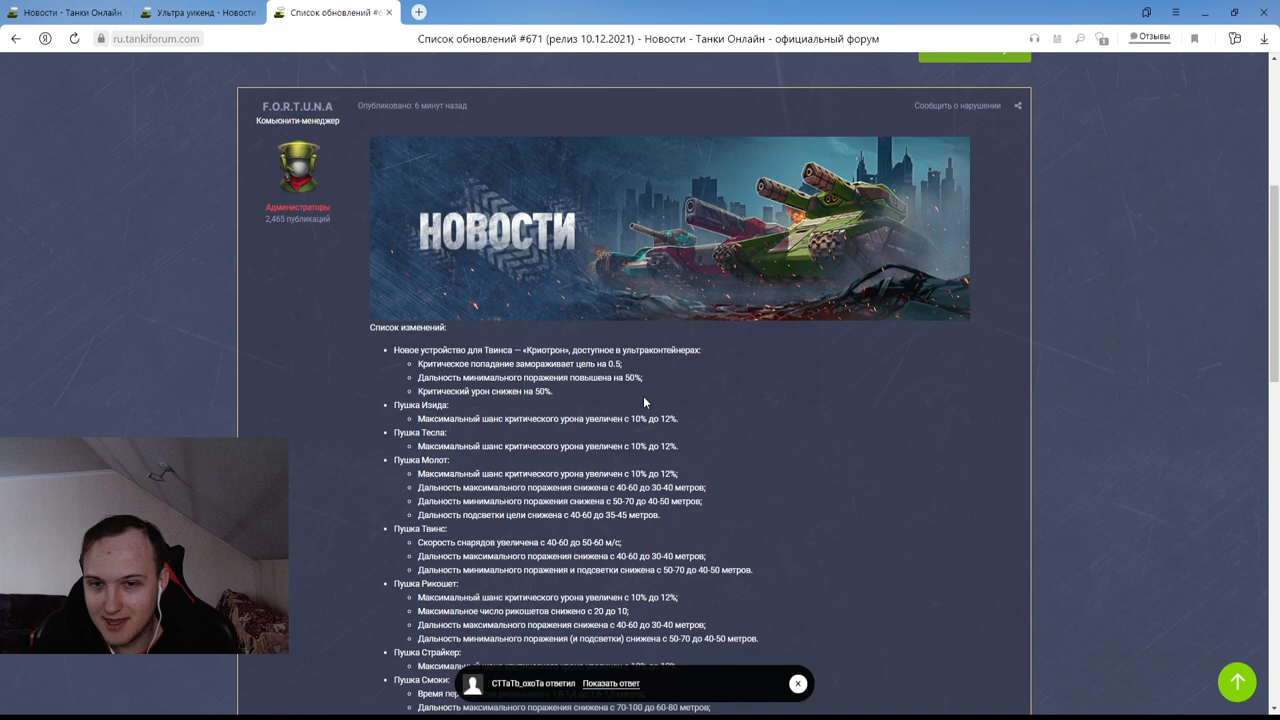 Новости - Танки Онлайн
Ультра уикенд - Новости
Список обновлений #6
ru.tankiforum.com
Список обновлений #671 (релиз 10.12.2021) - Новости - Танки Онлайн - официальный форум
Отзывы
F.O.R.T.U.N.A
Комьюнити-менеджер
Опубликовано: 6 минут назад
Сообщить о нарушении
Администраторы
2,465 публикаций
НОВОСТИ
Список изменений:
Новое устройство для Твинса — «Криотрон», доступное в ультраконтейнерах:
Критическое попадание замораживает цель на 0.5;
Дальность минимального поражения повышена на 50%;
Критический урон снижен на 50%.
Пушка Изида:
Максимальный шанс критического урона увеличен с 10% до 12%.
Пушка Тесла:
Максимальный шанс критического урона увеличен с 10% до 12%.
Пушка Молот:
Максимальный шанс критического урона увеличен с 10% до 12%;
Дальность максимального поражения снижена с 40-60 до 30-40 метров;
Дальность минимального поражения снижена с 50-70 до 40-50 метров;
Дальность подсветки цели снижена с 40-60 до 35-45 метров.
Пушка Твинс:
Скорость снарядов увеличена с 40-60 до 50-60 м/с;
Дальность максимального поражения снижена с 40-60 до 30-40 метров;
Дальность минимального поражения и подсветки снижена с 50-70 до 40-50 метров.
Пушка Рикошет:
Максимальный шанс критического урона увеличен с 10% до 12%;
Максимальное число рикошетов снижено с 20 до 10;
Дальность максимального поражения снижена с 40-60 до 30-40 метров;
Дальность минимального поражения (и подсветки) снижена с 50-70 до 40-50 метров.
Пушка Страйкер:
СТТаТЬ_охоТа ответил Показать ответ
Пушка Смоки:
Дальность максимального поражения снижена с 70-100 до 60-80 метров;